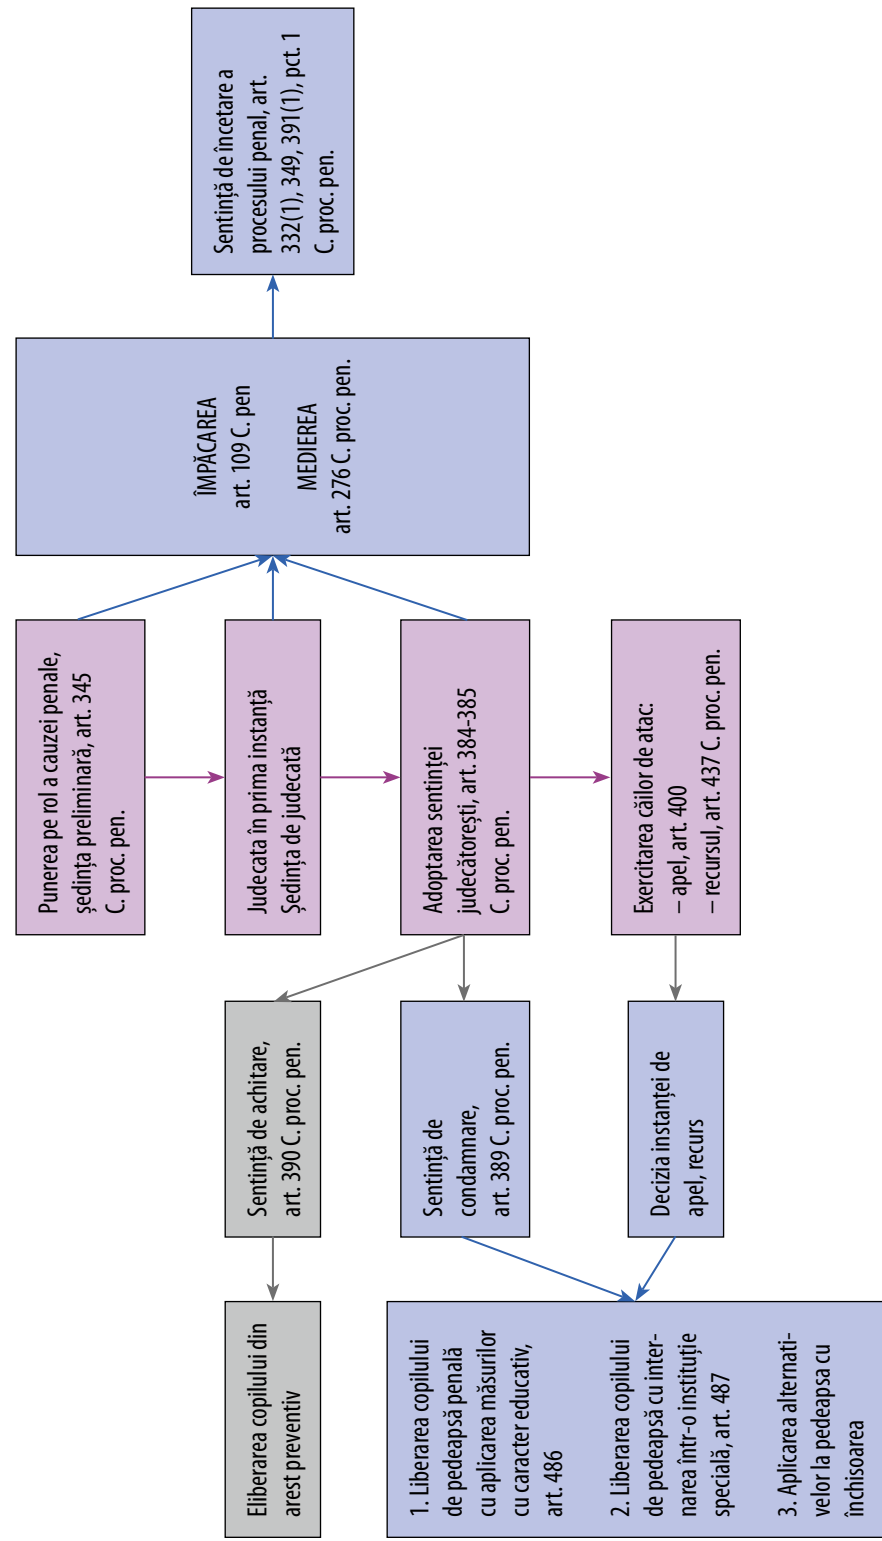 Punerea pe rol a cauzei penale,
ședința preliminară, art. 345
C. proc. pen.
Judecata în prima instanță
Ședința de judecată
Adoptarea sentinței
judecătorești, art. 384-385
C. proc. pen.
Exercitarea căilor de atac:
– apel, art. 400
– recursul, art. 437 C. proc. pen.
ÎMPĂCAREA
art. 109 C. pen
MEDIEREA
art. 276 C. proc. pen.
Sentință de încetare a
procesului penal, art.
332(1), 349, 391(1), pct. 1
C. proc. pen.
Sentință de achitare,
art. 390 C. proc. pen.
Sentință de
condamnare,
art. 389 C. proc. pen.
Decizia instanței de
apel, recurs
Eliberarea copilului din
arest preventiv
1. Liberarea copilului
de pedeapsă penală
cu aplicarea măsurilor
cu caracter educativ,
art. 486
2. Liberarea copilului
de pedeapsă cu inter-
narea într-o instituție
specială, art. 487
3. Aplicarea alternati-
velor la pedeapsa cu
închisoarea